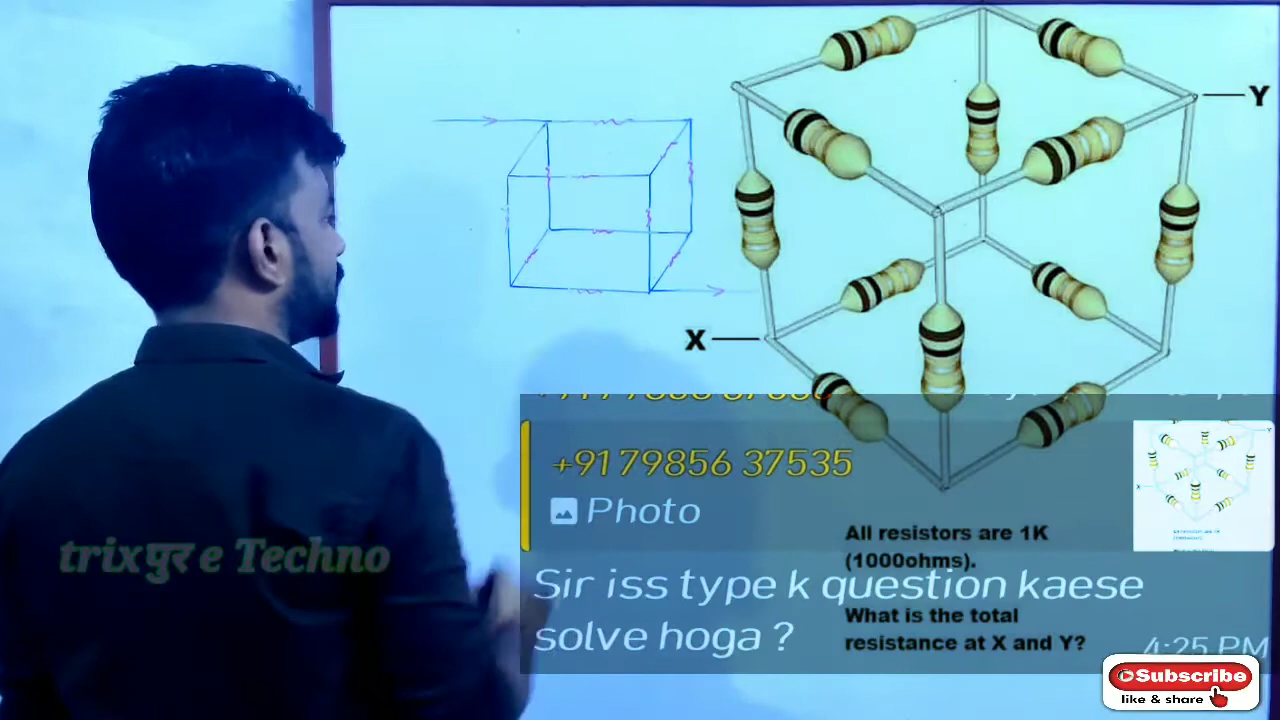 Y
X
+91 79856 37535
Photo
All resistors are 1K
(1000ohms).
Sir iss type k question kaese
What is the total
solve hoga ?
resistance at X and Y?
4:25 PM
trixपुर e Techno
Subscribe
like & share